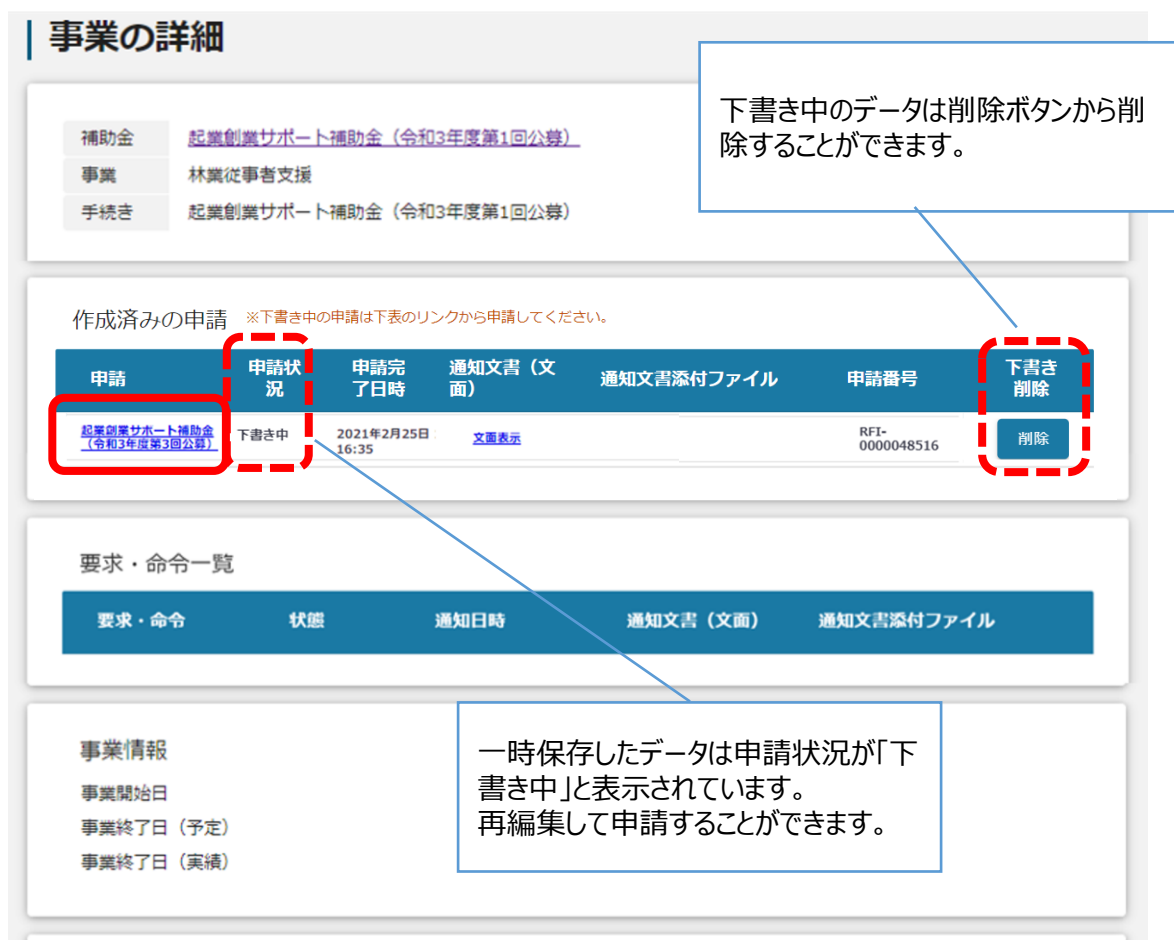 事業の詳細
下書き中のデータは削除ボタンから削
除することができます。
補助金 起業創業サポート補助金（令和3年度第1回公募）
事業 林業従事者支援
手続き 起業創業サポート補助金（令和3年度第1回公募）
作成済みの申請 ※下書き中の申請は下表のリンクから申請してください。
申請 申請状 申請完 通知文書（文 通知文書添付ファイル 申請番号 下書き
況 了日時 面） 削除
起業創業サポート補助金 下書き中 2021年2月25日 文面表示 RFI- 削除
（令和3年度第3回公募） 16:35 0000048516
要求・命令一覧
要求・命令 状態 通知日時 通知文書（文面） 通知文書添付ファイル
事業情報
事業開始日
事業終了日（予定）
事業終了日（実績）
一時保存したデータは申請状況が「下
書き中」と表示されています。
再編集して申請することができます。